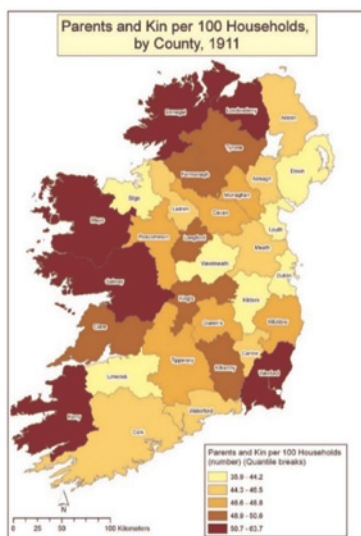 Parents and Kin per 100 Households,
by County, 1911
Donegal
Londonderry
Antrim
Tyrone
Fermanagh
Armagh
Down
Monaghan
Sligo
Leitrim
Cavan
Louth
Mayo
Roscommon
Longford
Meath
Westmeath
Dublin
Galway
King's
Kildare
Queen's
Wicklow
Clare
Carlow
Tipperary
Kilkenny
Wexford
Limerick
Waterford
Kerry
Cork
Parents and Kin per 100 Households
(number) (Quantile breaks)
35.9 - 44.2
44.3 - 46.5
46.6 - 48.8
48.9 - 50.6
50.7 - 63.7
N
0 50 100 Kilometers